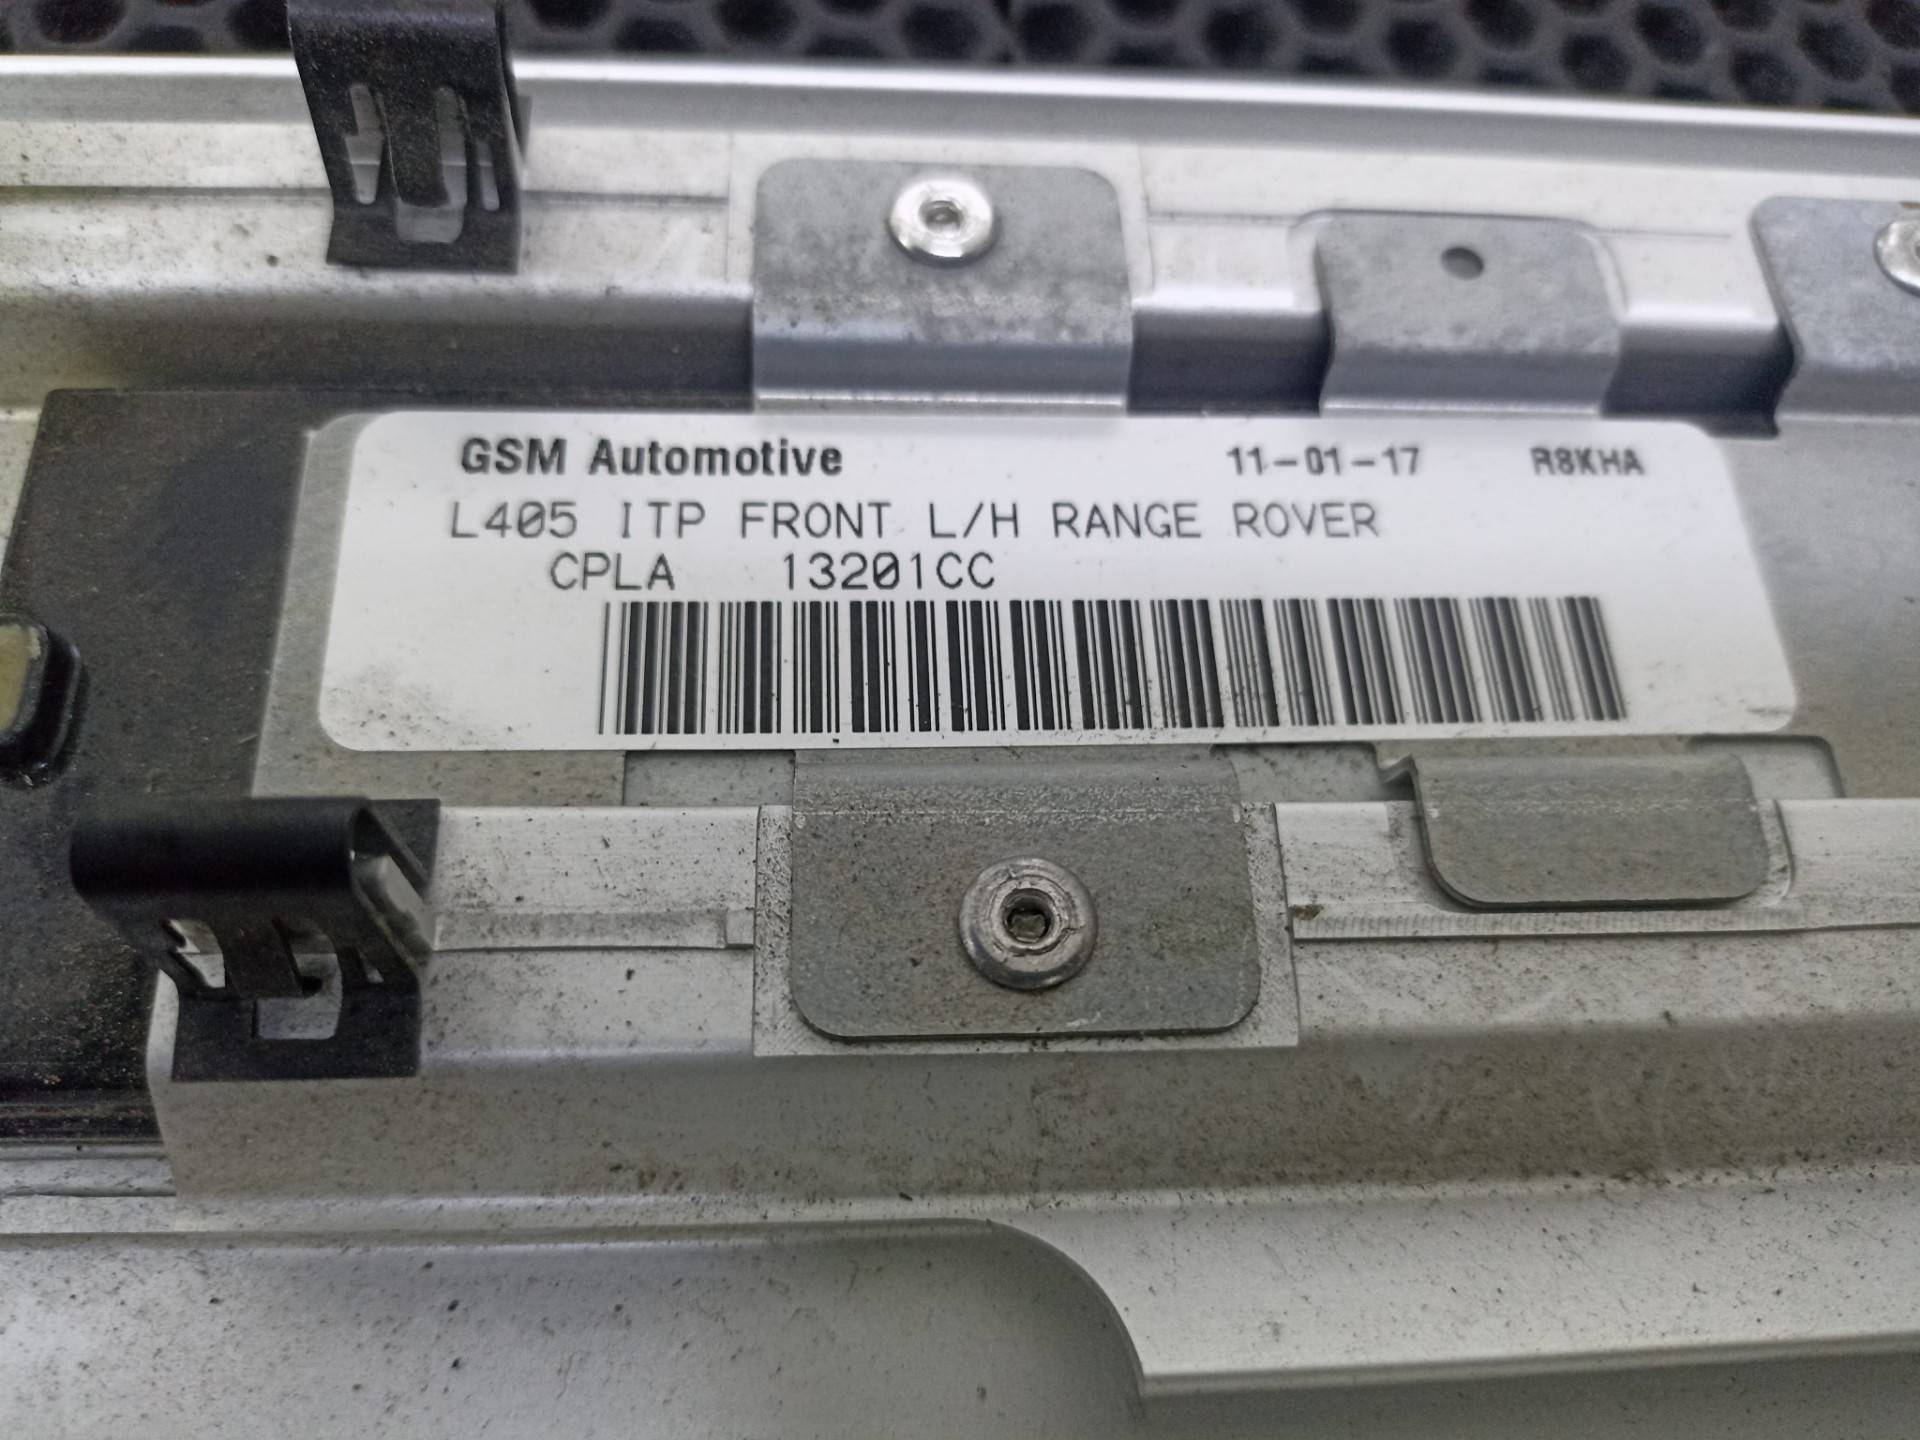 GSM Automotive 11-01-17 R8KHA
L405 ITP FRONT L/H RANGE ROVER
CPLA 13201CC